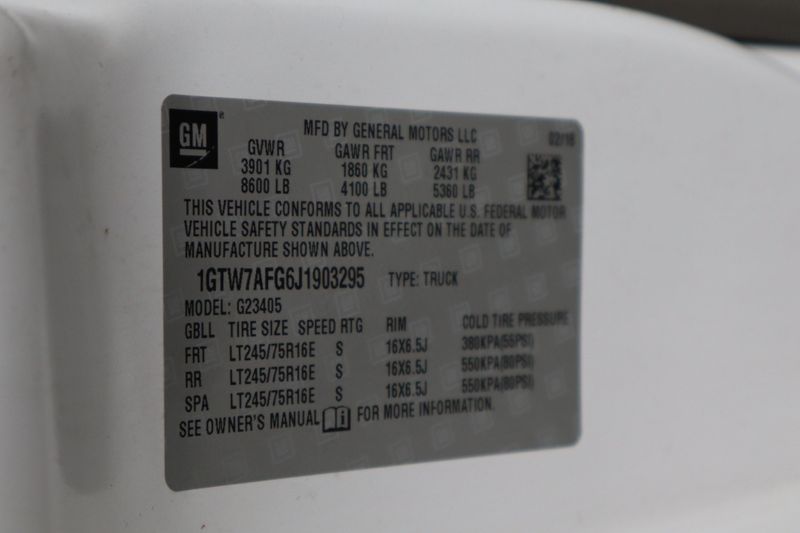 GM ®
MFD BY GENERAL MOTORS LLC 02/18
GVWR GAWR FRT GAWR RR
3901 KG 1860 KG 2431 KG
8600 LB 4100 LB 5360 LB
THIS VEHICLE CONFORMS TO ALL APPLICABLE U.S. FEDERAL MOTOR
VEHICLE SAFETY STANDARDS IN EFFECT ON THE DATE OF
MANUFACTURE SHOWN ABOVE.
1GTW7AFG6J1903295 TYPE: TRUCK
MODEL: G23405
GBLL TIRE SIZE SPEED RTG RIM COLD TIRE PRESSURE
FRT LT245/75R16E S 16X6.5J 380KPA(55PSI)
RR LT245/75R16E S 16X6.5J 550KPA(80PSI)
SPA LT245/75R16E S 16X6.5J 550KPA(80PSI)
SEE OWNER'S MANUAL FOR MORE INFORMATION.